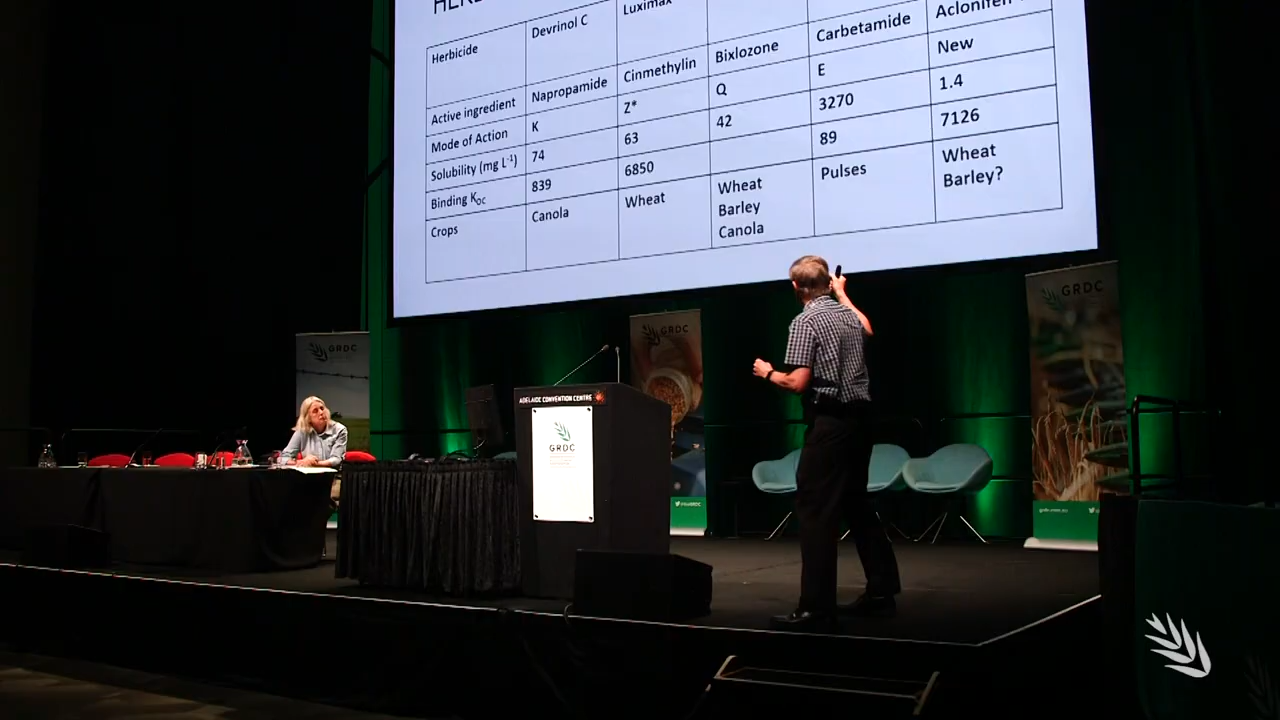 Herbicide Devrinol C Luximax
Active ingredient Napropamide Cinmethylin Bixlozone Carbetamide Aclonifen
Mode of Action K Z* Q E New
Solubility (mg L⁻¹) 74 63 42 3270 1.4
Binding KOC 839 6850 89 7126
Crops Canola Wheat Wheat Pulses Wheat
Barley Barley?
Canola
GRDC
GRDC
GRDC
ADELAIDE CONVENTION CENTRE
GRDC